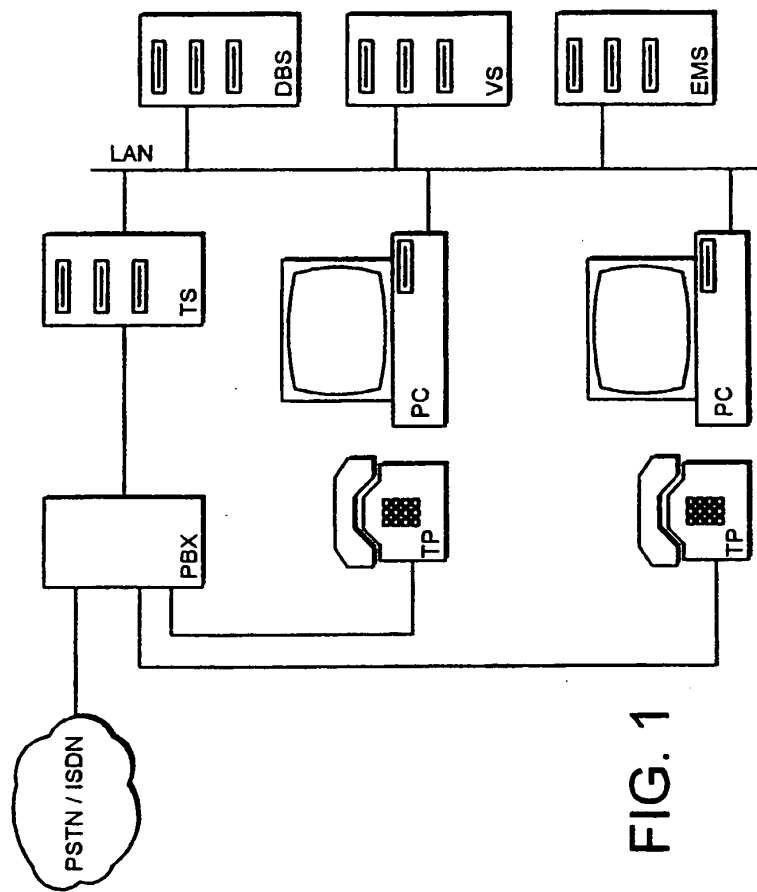 PSTN / ISDN
PBX
TS
LAN
DBS
VS
EMS
TP
PC
TP
PC
FIG. 1